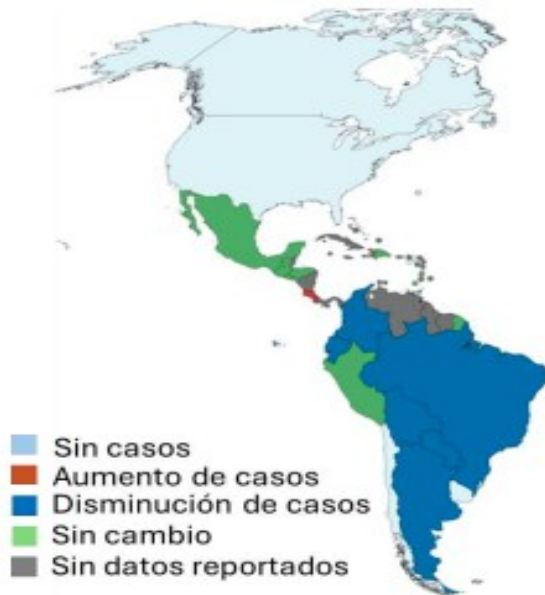 Sin casos
Aumento de casos
Disminución de casos
Sin cambio
Sin datos reportados